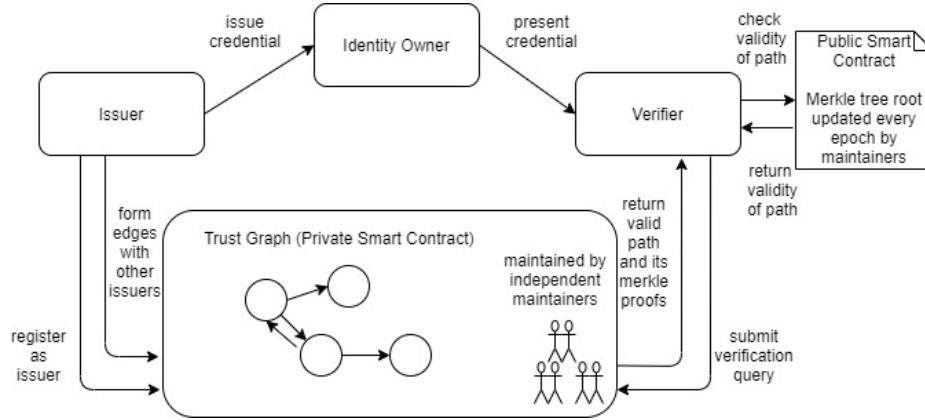 issue
credential
Identity Owner
present
credential
check
validity
of path
Public Smart
Contract
Merkle tree root
updated every
epoch by
maintainers
Issuer
Verifier
return
validity
of path
form
edges
with
other
issuers
register
as
issuer
Trust Graph (Private Smart Contract)
maintained by
independent
maintainers
return
valid
path
and its
merkle
proofs
submit
verification
query